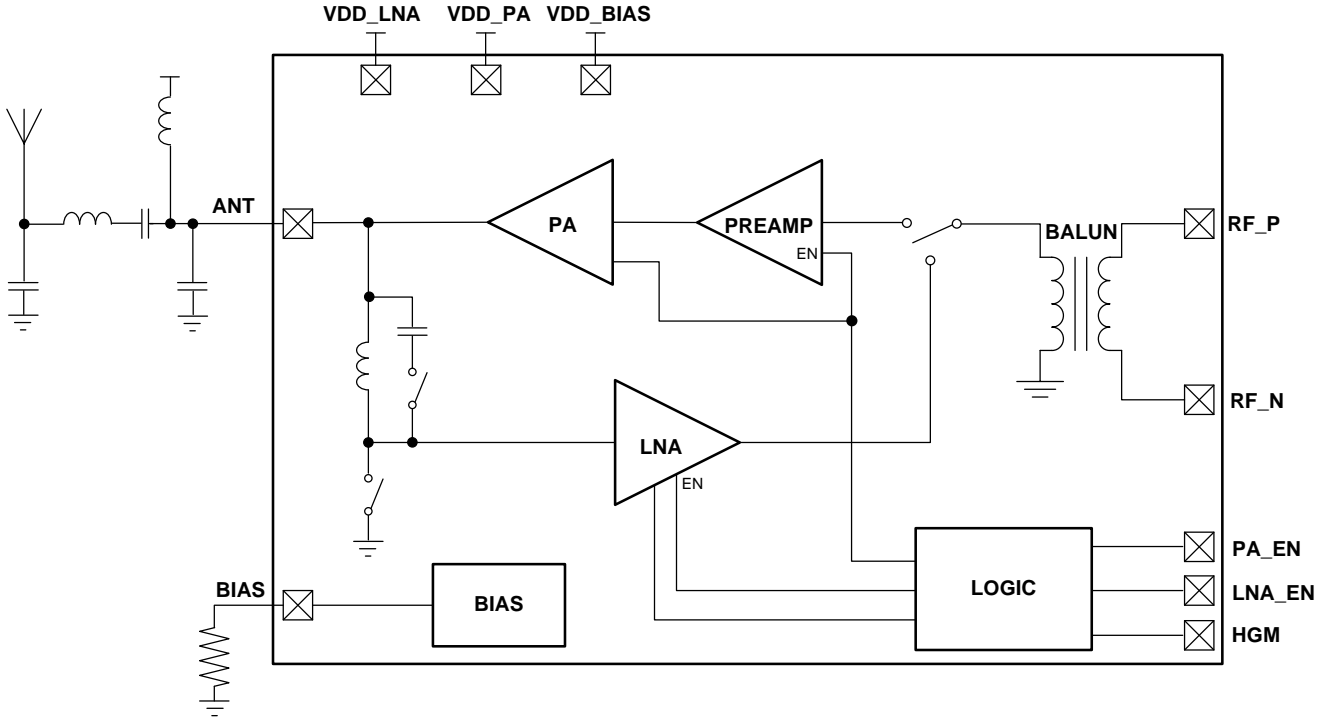 VDD_LNA
VDD_PA
VDD_BIAS
ANT
PA
PREAMP
EN
BALUN
RF_P
RF_N
LNA
EN
BIAS
BIAS
LOGIC
PA_EN
LNA_EN
HGM